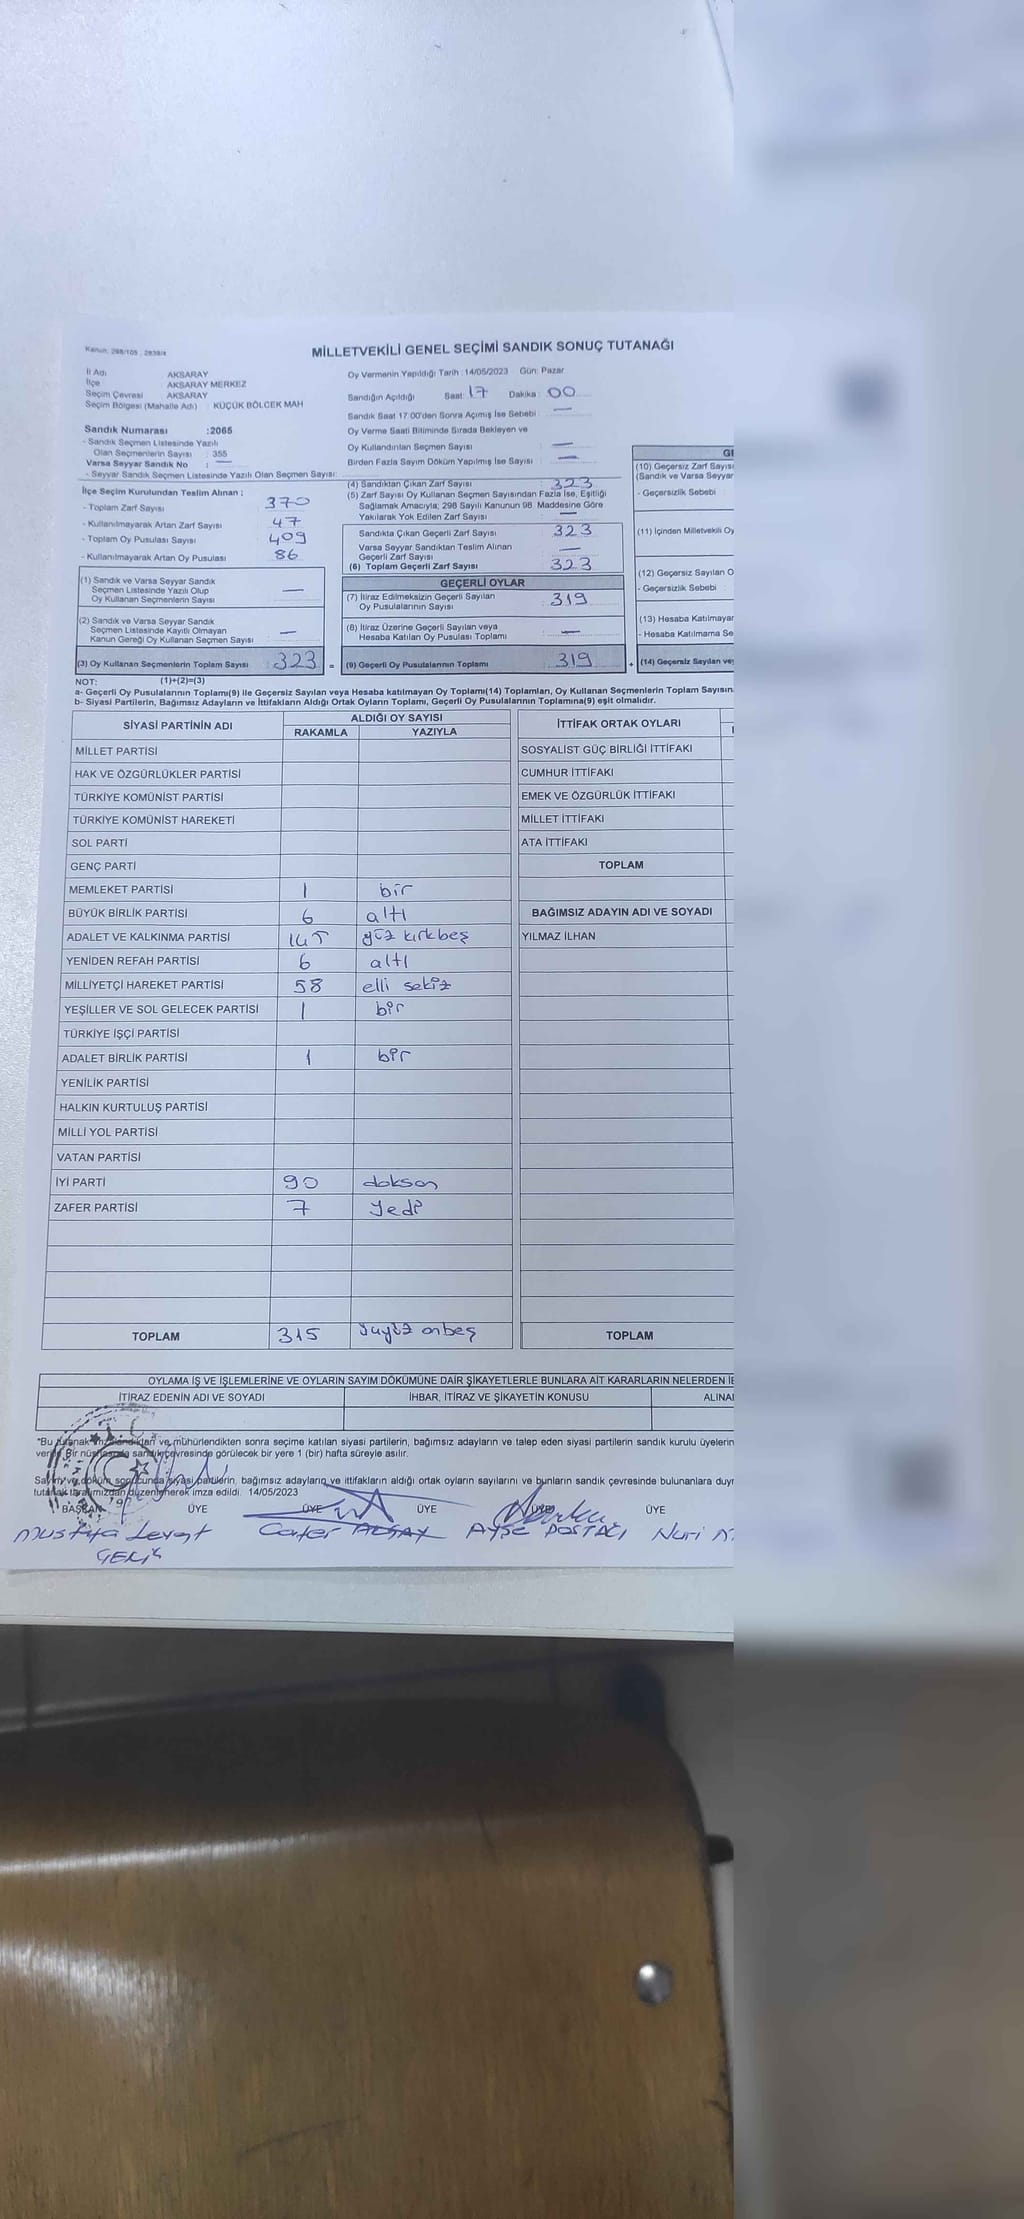 Kanun: 298/105 ; 2839/4
MİLLETVEKİLİ GENEL SEÇİMİ SANDIK SONUÇ TUTANAĞI
İl Adı AKSARAY
İlçe AKSARAY MERKEZ
Seçim Çevresi AKSARAY
Seçim Bölgesi (Mahalle Adı) : KÜÇÜK BÖLCEK MAH
Sandık Numarası :2065
- Sandık Seçmen Listesinde Yazılı
Olan Seçmenlerin Sayısı : 355
Varsa Seyyar Sandık No : —
- Seyyar Sandık Seçmen Listesinde Yazılı Olan Seçmen Sayısı:
Oy Vermenin Yapıldığı Tarih :14/05/2023 Gün: Pazar
Sandığın Açıldığı Saat 17 Dakika 00
Sandık Saat 17:00'den Sonra Açımış İse Sebebi : —
Oy Verme Saati Bitiminde Sırada Bekleyen ve
Oy Kullandırılan Seçmen Sayısı —
Birden Fazla Sayım Döküm Yapılmış İse Sayısı —
İlçe Seçim Kurulundan Teslim Alınan ;
- Toplam Zarf Sayısı 370
- Kullanılmayarak Artan Zarf Sayısı 47
- Toplam Oy Pusulası Sayısı 409
- Kullanılmayarak Artan Oy Pusulası 86
(1) Sandık ve Varsa Seyyar Sandık
Seçmen Listesinde Yazılı Olup
Oy Kullanan Seçmenlerin Sayısı —
(2) Sandık ve Varsa Seyyar Sandık
Seçmen Listesinde Kayıtlı Olmayan
Kanun Gereği Oy Kullanan Seçmen Sayısı —
(3) Oy Kullanan Seçmenlerin Toplam Sayısı 323 =
(4) Sandıktan Çıkan Zarf Sayısı 323
(5) Zarf Sayısı Oy Kullanan Seçmen Sayısından Fazla İse, Eşitliği
Sağlamak Amacıyla; 298 Sayılı Kanunun 98. Maddesine Göre
Yakılarak Yok Edilen Zarf Sayısı —
Sandıkta Çıkan Geçerli Zarf Sayısı 323
Varsa Seyyar Sandıktan Teslim Alınan
Geçerli Zarf Sayısı —
(6) Toplam Geçerli Zarf Sayısı 323
GEÇERLİ OYLAR
(7) İtiraz Edilmeksizin Geçerli Sayılan
Oy Pusulalarının Sayısı 319
(8) İtiraz Üzerine Geçerli Sayılan veya
Hesaba Katılan Oy Pusulası Toplamı —
(9) Geçerli Oy Pusulalarının Toplamı 319 +
GE
(10) Geçersiz Zarf Sayısı
(Sandık ve Varsa Seyyar
- Geçersizlik Sebebi
(11) İçinden Milletvekili Oy
(12) Geçersiz Sayılan O
- Geçersizlik Sebebi
(13) Hesaba Katılmayar
- Hesaba Katılmama Se
(14) Geçersiz Sayılan ve
NOT: (1)+(2)=(3)
a- Geçerli Oy Pusulalarının Toplamı(9) ile Geçersiz Sayılan veya Hesaba katılmayan Oy Toplamı(14) Toplamları, Oy Kullanan Seçmenlerin Toplam Sayısın
b- Siyasi Partilerin, Bağımsız Adayların ve İttifakların Aldığı Ortak Oyların Toplamı, Geçerli Oy Pusulalarının Toplamına(9) eşit olmalıdır.
SİYASİ PARTİNİN ADI ALDIĞI OY SAYISI
RAKAMLA YAZIYLA
MİLLET PARTİSİ
HAK VE ÖZGÜRLÜKLER PARTİSİ
TÜRKİYE KOMÜNİST PARTİSİ
TÜRKİYE KOMÜNİST HAREKETİ
SOL PARTİ
GENÇ PARTİ
MEMLEKET PARTİSİ 1 bir
BÜYÜK BİRLİK PARTİSİ 6 altı
ADALET VE KALKINMA PARTİSİ 145 yüz kırkbeş
YENİDEN REFAH PARTİSİ 6 altı
MİLLİYETÇİ HAREKET PARTİSİ 58 elli sekiz
YEŞİLLER VE SOL GELECEK PARTİSİ 1 bir
TÜRKİYE İŞÇİ PARTİSİ
ADALET BİRLİK PARTİSİ 1 bir
YENİLİK PARTİSİ
HALKIN KURTULUŞ PARTİSİ
MİLLİ YOL PARTİSİ
VATAN PARTİSİ
İYİ PARTİ 90 doksan
ZAFER PARTİSİ 7 yedi
TOPLAM 315 üçyüz onbeş
İTTİFAK ORTAK OYLARI
SOSYALİST GÜÇ BİRLİĞİ İTTİFAKI
CUMHUR İTTİFAKI
EMEK VE ÖZGÜRLÜK İTTİFAKI
MİLLET İTTİFAKI
ATA İTTİFAKI
TOPLAM
BAĞIMSIZ ADAYIN ADI VE SOYADI
YILMAZ İLHAN
TOPLAM
OYLAMA İŞ VE İŞLEMLERİNE VE OYLARIN SAYIM DÖKÜMÜNE DAİR ŞİKAYETLERLE BUNLARA AİT KARARLARIN NELERDEN İB
İTİRAZ EDENİN ADI VE SOYADI İHBAR, İTİRAZ VE ŞİKAYETİN KONUSU ALINA
"Bu tutanak ve mühürlendikten sonra seçime katılan siyasi partilerin, bağımsız adayların ve talep eden siyasi partilerin sandık kurulu üyelerin
Bir nüshası da sandık çevresinde görülecek bir yere 1 (bir) hafta süreyle asılır.
Sayım ve döküm sonucunda siyasi partilerin, bağımsız adayların ve ittifakların aldığı ortak oyların sayılarını ve bunların sandık çevresinde bulunanlara duyr
tutanak tarafımızdan düzenlenerek imza edildi. 14/05/2023
BAŞKAN ÜYE ÜYE ÜYE ÜYE ÜYE
Mustafa Levent Cafer AKSAY AYŞE POSTACI Nuri